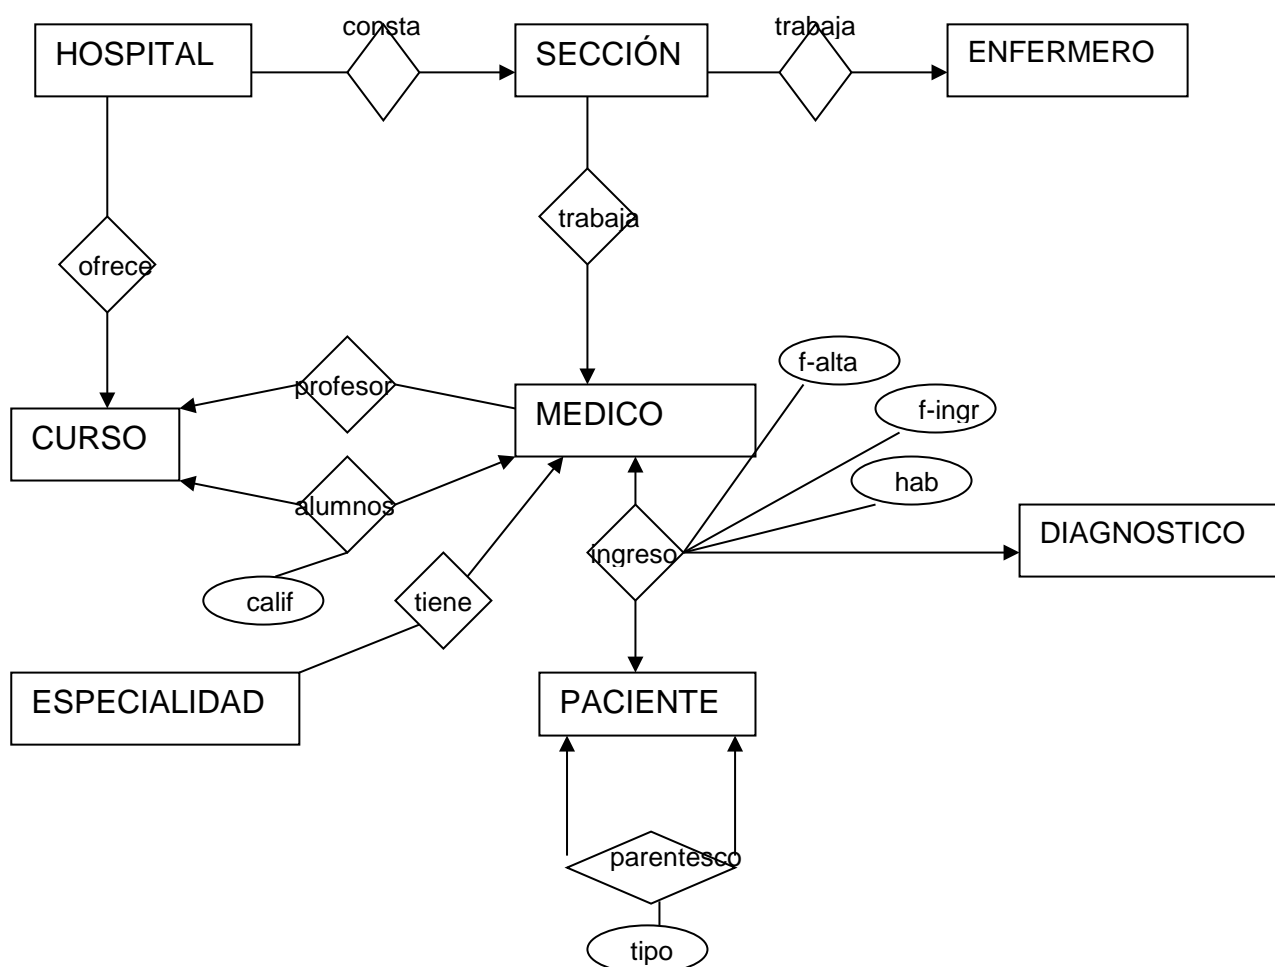 consta
trabaja
HOSPITAL
SECCIÓN
ENFERMERO
trabaja
ofrece
f-alta
profesor
MEDICO
f-ingr
CURSO
hab
alumnos
DIAGNOSTICO
ingreso
calif
tiene
ESPECIALIDAD
PACIENTE
parentesco
tipo